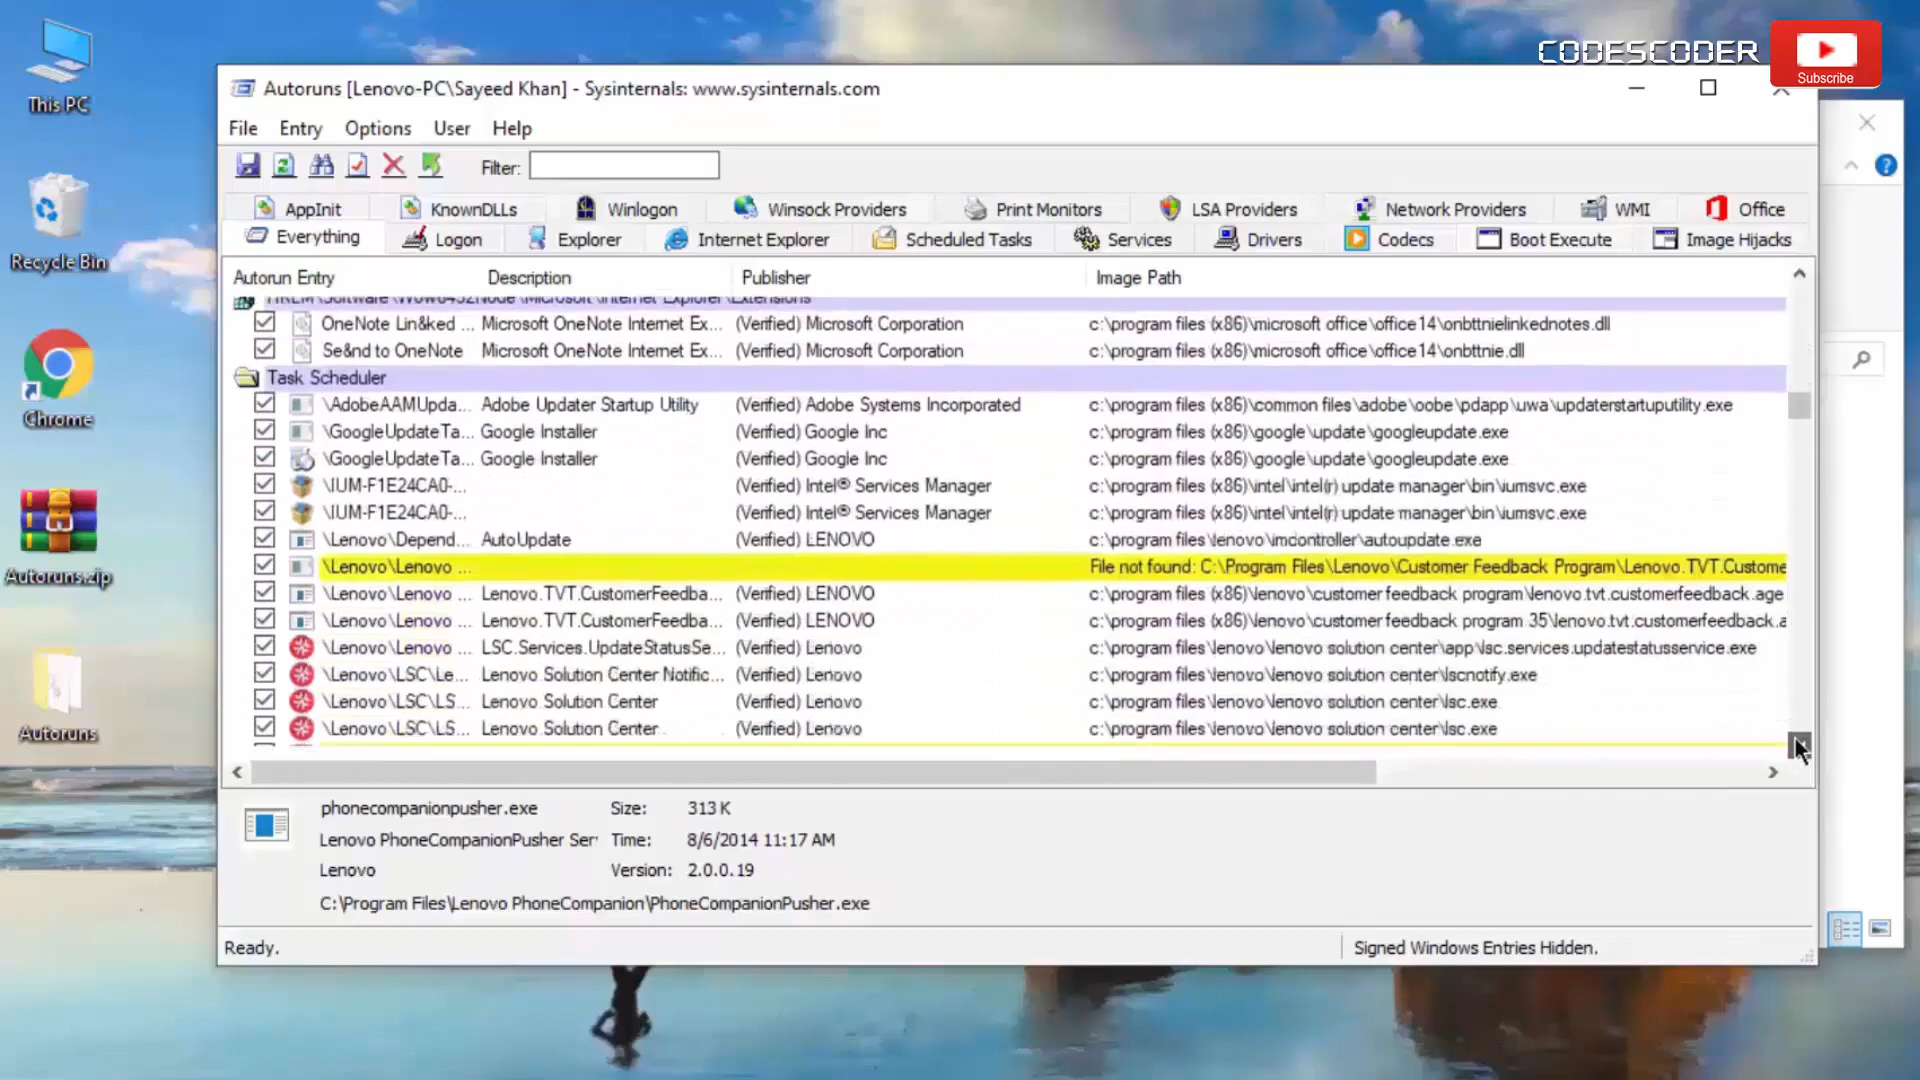 CODESCODER
Subscribe
This PC
Recycle Bin
Chrome
Autoruns.zip
Autoruns
Autoruns [Lenovo-PC\Sayeed Khan] - Sysinternals: www.sysinternals.com
File Entry Options User Help
Filter:
AppInit KnownDLLs Winlogon Winsock Providers Print Monitors LSA Providers Network Providers WMI Office
Everything Logon Explorer Internet Explorer Scheduled Tasks Services Drivers Codecs Boot Execute Image Hijacks
Autorun Entry Description Publisher Image Path
HKLM\Software\Wow6432Node\Microsoft\Internet Explorer\Extensions
OneNote Lin&ked ... Microsoft OneNote Internet Ex... (Verified) Microsoft Corporation c:\program files (x86)\microsoft office\office14\onbttnielinkednotes.dll
Se&nd to OneNote Microsoft OneNote Internet Ex... (Verified) Microsoft Corporation c:\program files (x86)\microsoft office\office14\onbttnie.dll
Task Scheduler
\AdobeAAMUpda... Adobe Updater Startup Utility (Verified) Adobe Systems Incorporated c:\program files (x86)\common files\adobe\oobe\pdapp\uwa\updaterstartuputility.exe
\GoogleUpdateTa... Google Installer (Verified) Google Inc c:\program files (x86)\google\update\googleupdate.exe
\GoogleUpdateTa... Google Installer (Verified) Google Inc c:\program files (x86)\google\update\googleupdate.exe
\IUM-F1E24CA0-... (Verified) Intel® Services Manager c:\program files (x86)\intel\intel(r) update manager\bin\iumsvc.exe
\IUM-F1E24CA0-... (Verified) Intel® Services Manager c:\program files (x86)\intel\intel(r) update manager\bin\iumsvc.exe
\Lenovo\Depend... AutoUpdate (Verified) LENOVO c:\program files\lenovo\imcontroller\autoupdate.exe
\Lenovo\Lenovo ... File not found: C:\Program Files\Lenovo\Customer Feedback Program\Lenovo.TVT.Custome
\Lenovo\Lenovo ... Lenovo.TVT.CustomerFeedba... (Verified) LENOVO c:\program files (x86)\lenovo\customer feedback program\lenovo.tvt.customerfeedback.age
\Lenovo\Lenovo ... Lenovo.TVT.CustomerFeedba... (Verified) LENOVO c:\program files (x86)\lenovo\customer feedback program 35\lenovo.tvt.customerfeedback.a
\Lenovo\Lenovo ... LSC.Services.UpdateStatusSe... (Verified) Lenovo c:\program files\lenovo\lenovo solution center\app\lsc.services.updatestatusservice.exe
\Lenovo\LSC\Le... Lenovo Solution Center Notific... (Verified) Lenovo c:\program files\lenovo\lenovo solution center\lscnotify.exe
\Lenovo\LSC\LS... Lenovo Solution Center (Verified) Lenovo c:\program files\lenovo\lenovo solution center\lsc.exe
\Lenovo\LSC\LS... Lenovo Solution Center (Verified) Lenovo c:\program files\lenovo\lenovo solution center\lsc.exe
phonecompanionpusher.exe Size: 313 K
Lenovo PhoneCompanionPusher Ser Time: 8/6/2014 11:17 AM
Lenovo Version: 2.0.0.19
C:\Program Files\Lenovo PhoneCompanion\PhoneCompanionPusher.exe
Ready. Signed Windows Entries Hidden.